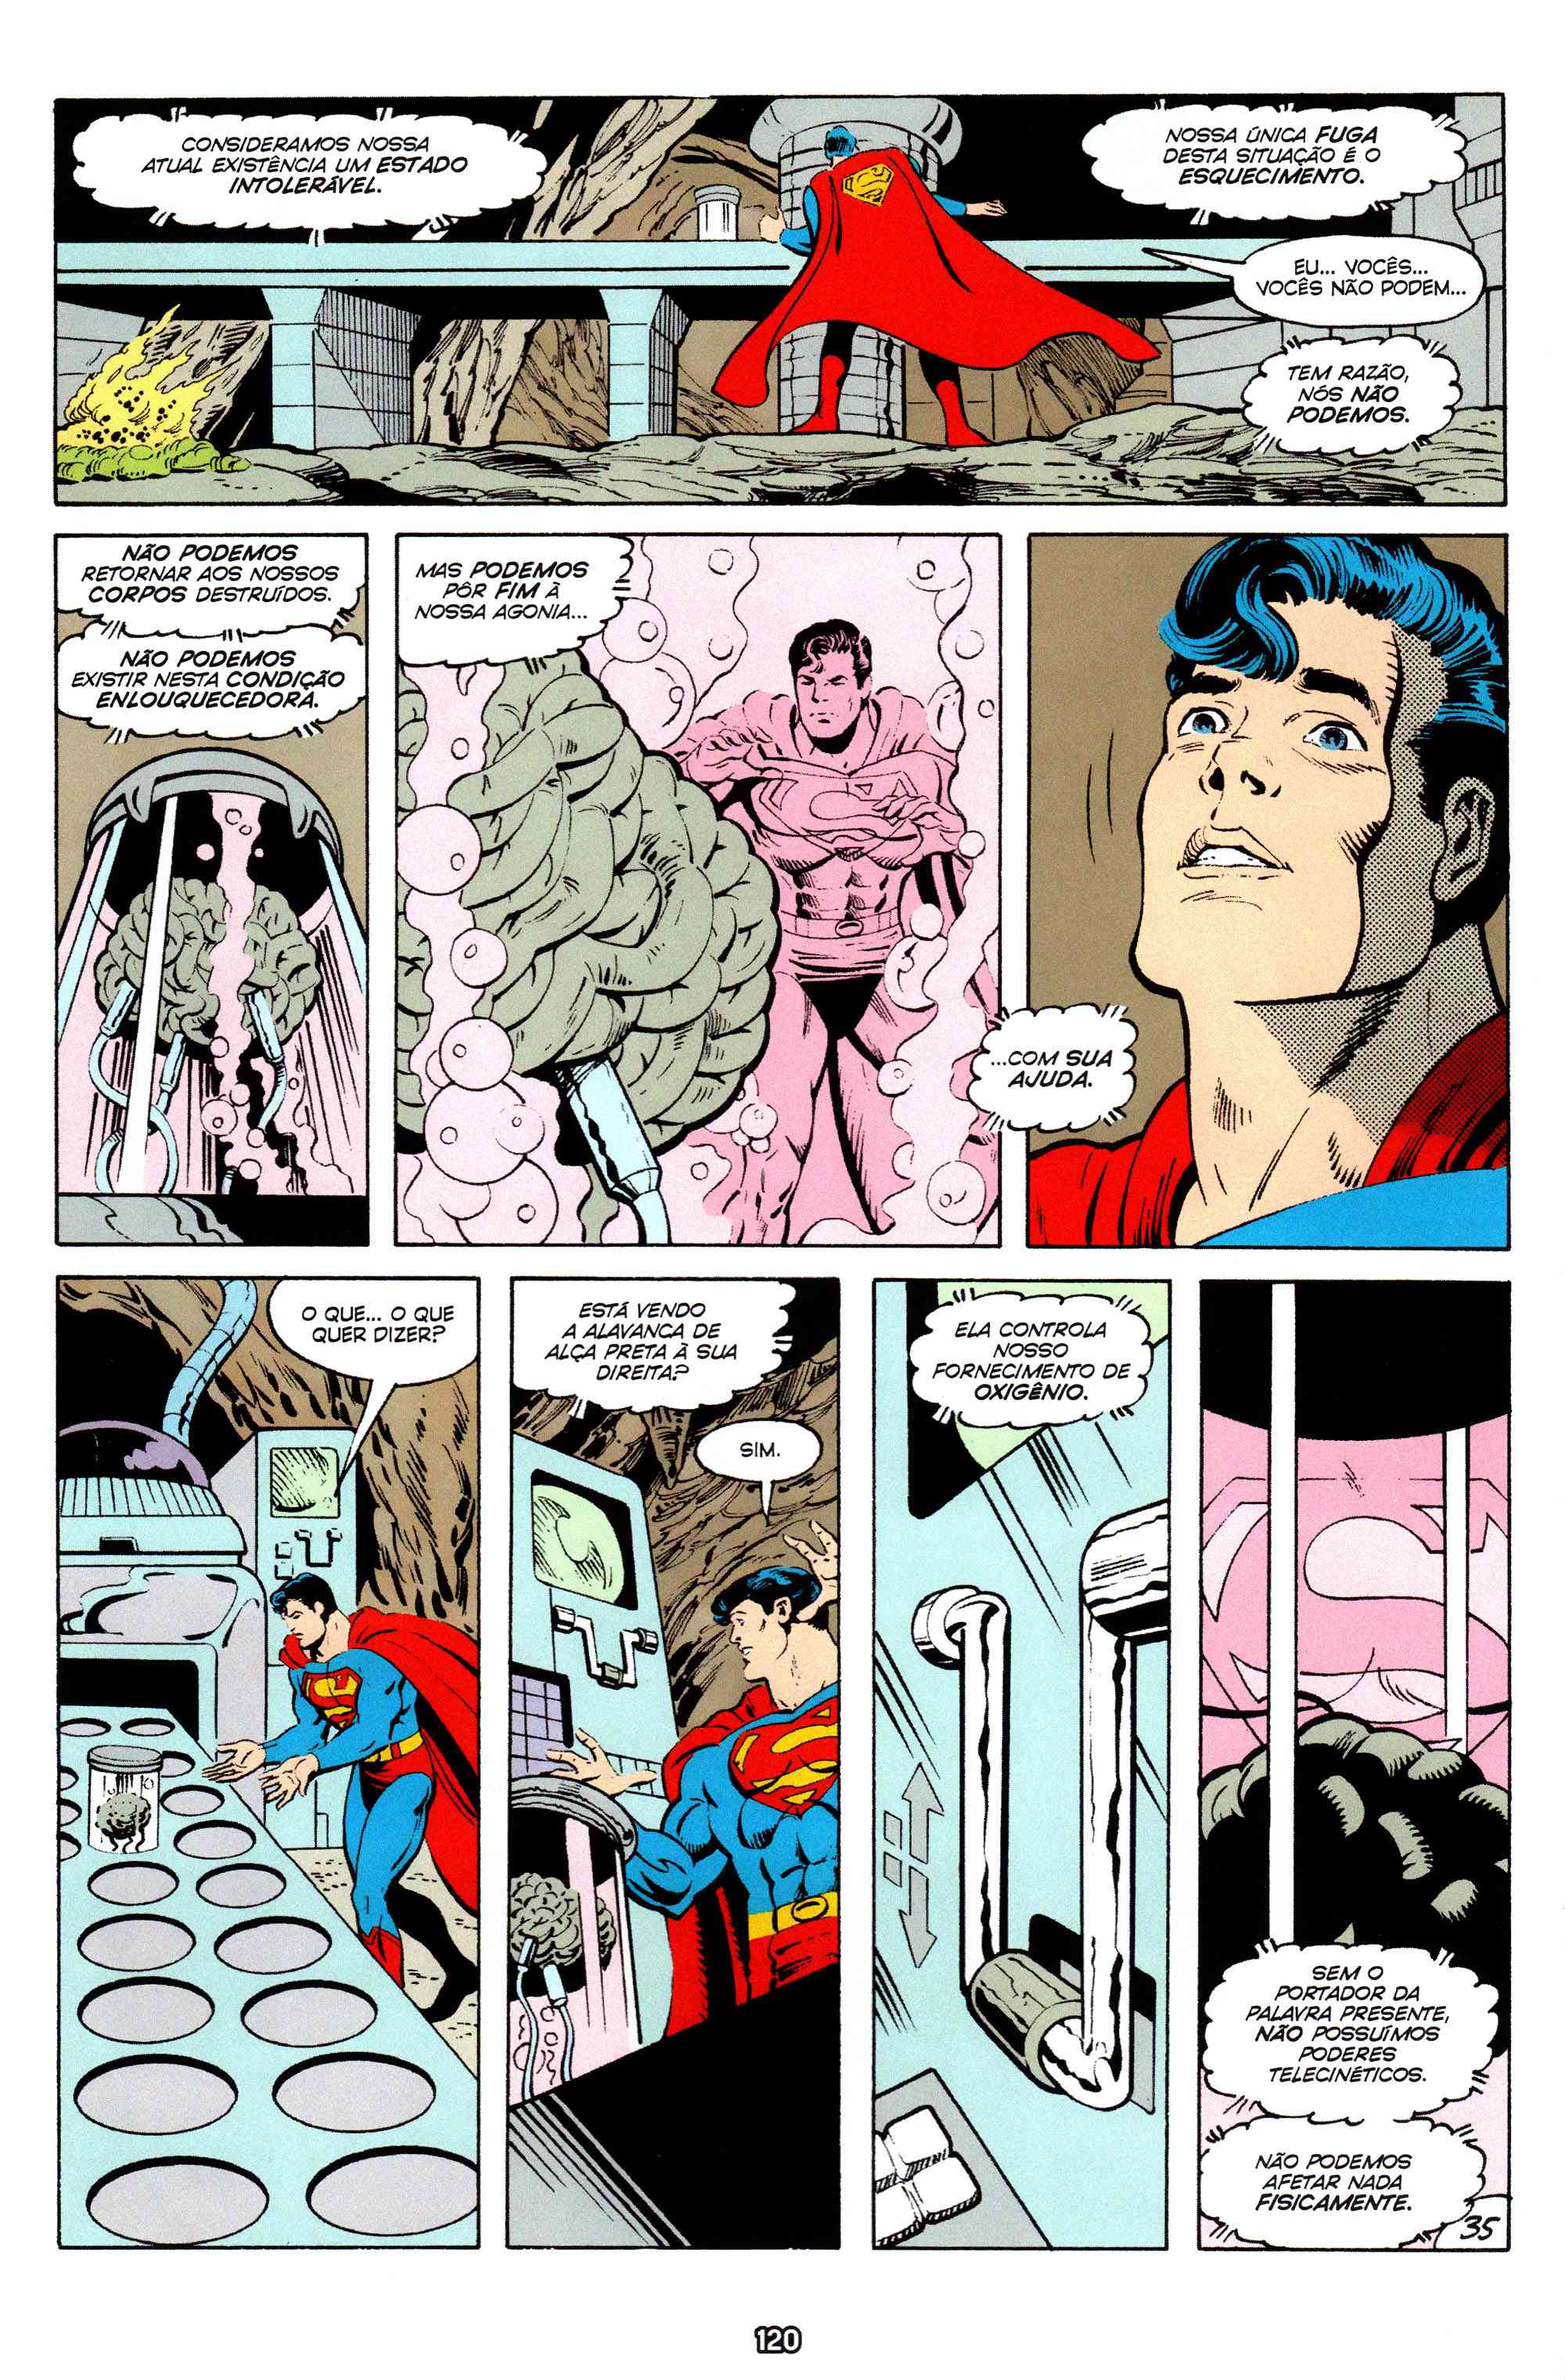 CONSIDERAMOS NOSSA
ATUAL EXISTÊNCIA UM ESTADO
INTOLERÁVEL.
NOSSA ÚNICA FUGA
DESTA SITUAÇÃO É O
ESQUECIMENTO.
EU... VOCÊS...
VOCÊS NÃO PODEM...
TEM RAZÃO,
NÓS NÃO
PODEMOS.
NÃO PODEMOS
RETORNAR AOS NOSSOS
CORPOS DESTRUÍDOS.
NÃO PODEMOS
EXISTIR NESTA CONDIÇÃO
ENLOUQUECEDORA.
MAS PODEMOS
PÔR FIM À
NOSSA AGONIA...
...COM SUA
AJUDA.
O QUE... O QUE
QUER DIZER?
ESTÁ VENDO
A ALAVANCA DE
ALÇA PRETA À SUA
DIREITA?
SIM.
ELA CONTROLA
NOSSO
FORNECIMENTO DE
OXIGÊNIO.
SEM O
PORTADOR DA
PALAVRA PRESENTE,
NÃO POSSUÍMOS
PODERES
TELECINÉTICOS.
NÃO PODEMOS
AFETAR NADA
FISICAMENTE.
35
120